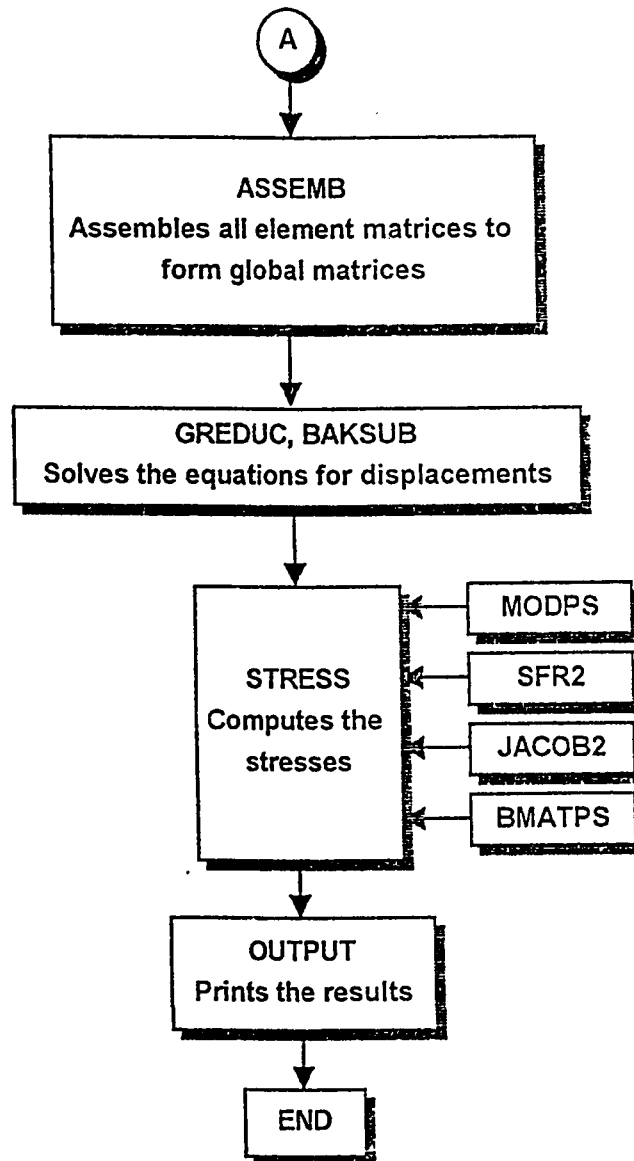 A
ASSEMB
Assembles all element matrices to
form global matrices
GREDUC, BAKSUB
Solves the equations for displacements
STRESS
Computes the
stresses
MODPS
SFR2
JACOB2
BMATPS
OUTPUT
Prints the results
END